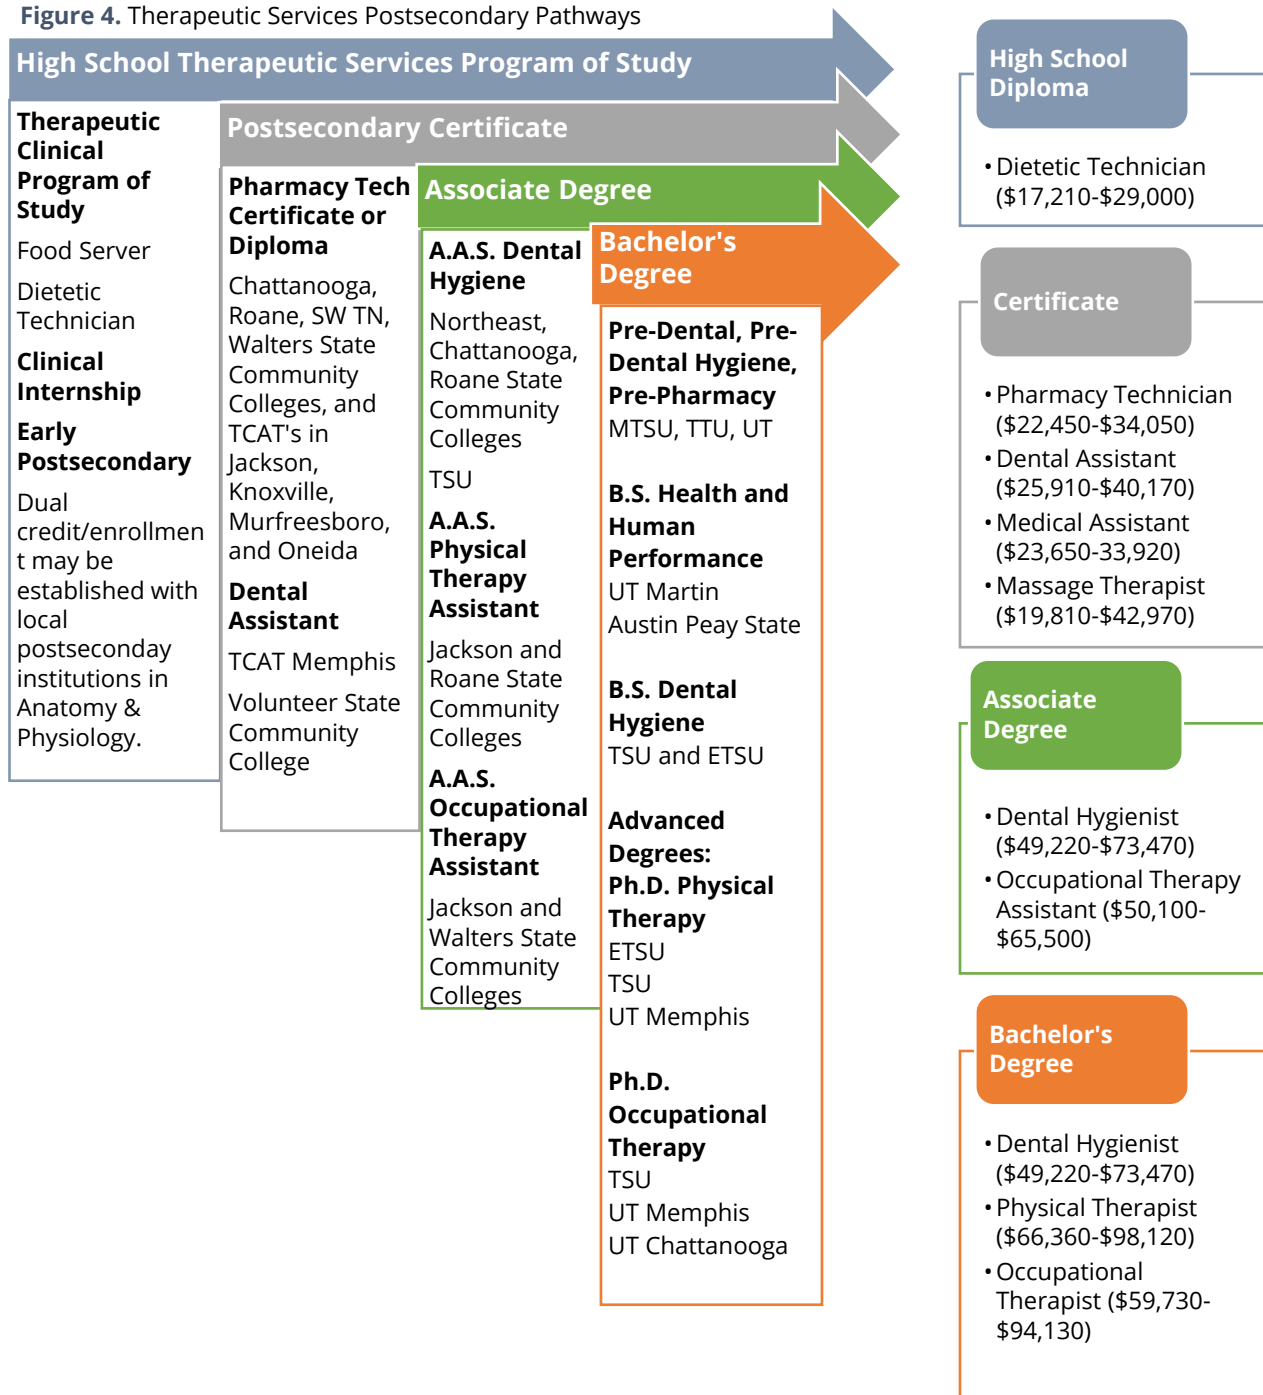 Figure 4. Therapeutic Services Postsecondary Pathways
High School Therapeutic Services Program of Study
Therapeutic
Clinical
Program of
Study
Food Server
Dietetic
Technician
Clinical
Internship
Early
Postsecondary
Dual
credit/enrollmen
t may be
established with
local
postseconday
institutions in
Anatomy &
Physiology.
Postsecondary Certificate
Pharmacy Tech
Certificate or
Diploma
Chattanooga,
Roane, SW TN,
Walters State
Community
Colleges, and
TCAT's in
Jackson,
Knoxville,
Murfreesboro,
and Oneida
Dental
Assistant
TCAT Memphis
Volunteer State
Community
College
Associate Degree
A.A.S. Dental
Hygiene
Northeast,
Chattanooga,
Roane State
Community
Colleges
TSU
A.A.S.
Physical
Therapy
Assistant
Jackson and
Roane State
Community
Colleges
A.A.S.
Occupational
Therapy
Assistant
Jackson and
Walters State
Community
Colleges
Bachelor's
Degree
Pre-Dental, Pre-
Dental Hygiene,
Pre-Pharmacy
MTSU, TTU, UT
B.S. Health and
Human
Performance
UT Martin
Austin Peay State
B.S. Dental
Hygiene
TSU and ETSU
Advanced
Degrees:
Ph.D. Physical
Therapy
ETSU
TSU
UT Memphis
Ph.D.
Occupational
Therapy
TSU
UT Memphis
UT Chattanooga
High School
Diploma
• Dietetic Technician
($17,210-$29,000)
Certificate
• Pharmacy Technician
($22,450-$34,050)
• Dental Assistant
($25,910-$40,170)
• Medical Assistant
($23,650-33,920)
• Massage Therapist
($19,810-$42,970)
Associate
Degree
• Dental Hygienist
($49,220-$73,470)
• Occupational Therapy
Assistant ($50,100-
$65,500)
Bachelor's
Degree
• Dental Hygienist
($49,220-$73,470)
• Physical Therapist
($66,360-$98,120)
• Occupational
Therapist ($59,730-
$94,130)